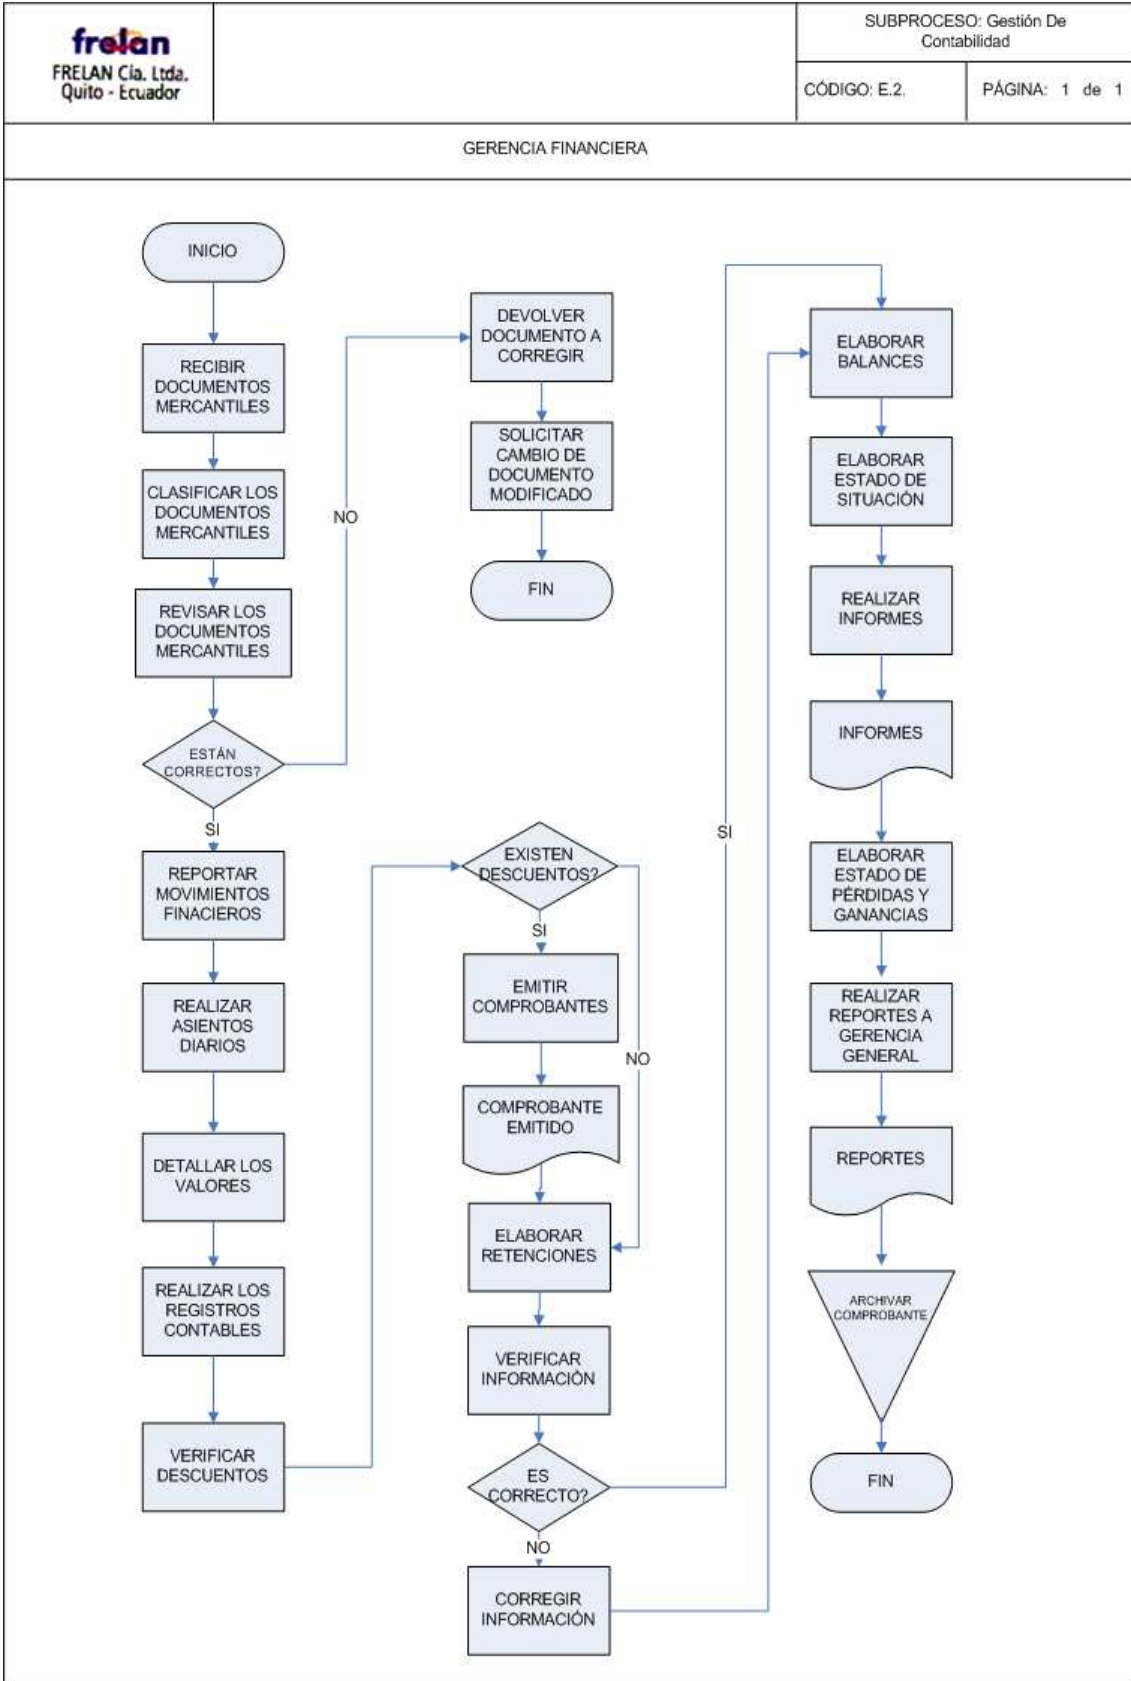 frelan
FRELAN Cía. Ltda.
Quito - Ecuador
SUBPROCESO: Gestión De
Contabilidad
CÓDIGO: E.2.
PÁGINA: 1 de 1
GERENCIA FINANCIERA
INICIO
RECIBIR
DOCUMENTOS
MERCANTILES
CLASIFICAR LOS
DOCUMENTOS
MERCANTILES
REVISAR LOS
DOCUMENTOS
MERCANTILES
ESTÁN
CORRECTOS?
NO
SI
DEVOLVER
DOCUMENTO A
CORREGIR
SOLICITAR
CAMBIO DE
DOCUMENTO
MODIFICADO
FIN
REPORTAR
MOVIMIENTOS
FINACIEROS
REALIZAR
ASIENTOS
DIARIOS
DETALLAR LOS
VALORES
REALIZAR LOS
REGISTROS
CONTABLES
VERIFICAR
DESCUENTOS
EXISTEN
DESCUENTOS?
SI
NO
EMITIR
COMPROBANTES
COMPROBANTE
EMITIDO
ELABORAR
RETENCIONES
VERIFICAR
INFORMACIÓN
ES
CORRECTO?
SI
NO
CORREGIR
INFORMACIÓN
ELABORAR
BALANCES
ELABORAR
ESTADO DE
SITUACIÓN
REALIZAR
INFORMES
INFORMES
ELABORAR
ESTADO DE
PÉRDIDAS Y
GANANCIAS
REALIZAR
REPORTES A
GERENCIA
GENERAL
REPORTES
ARCHIVAR
COMPROBANTE
FIN